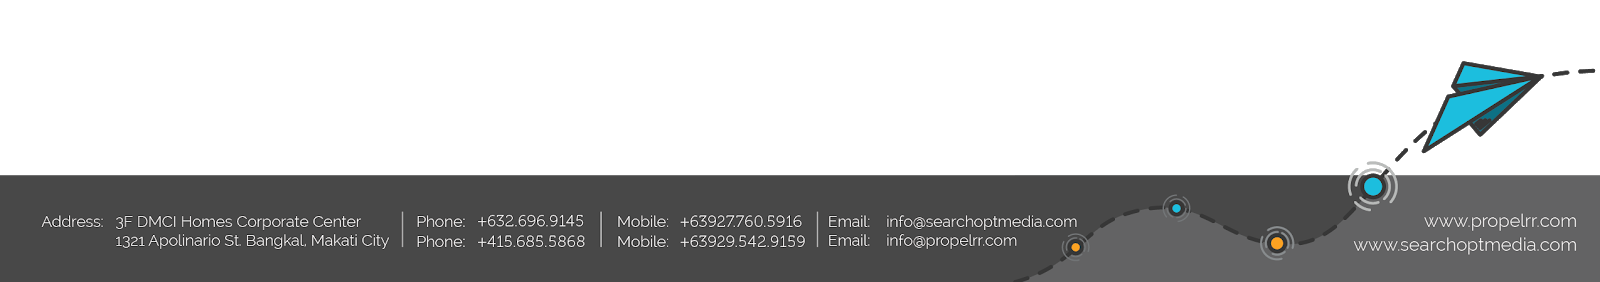 Address: 3F DMCI Homes Corporate Center
1321 Apolinario St. Bangkal, Makati City
Phone: +632.696.9145
Phone: +415.685.5868
Mobile: +63927.760.5916
Mobile: +63929.542.9159
Email: info@searchoptmedia.com
Email: info@propelrr.com
www.propelrr.com
www.searchoptmedia.com